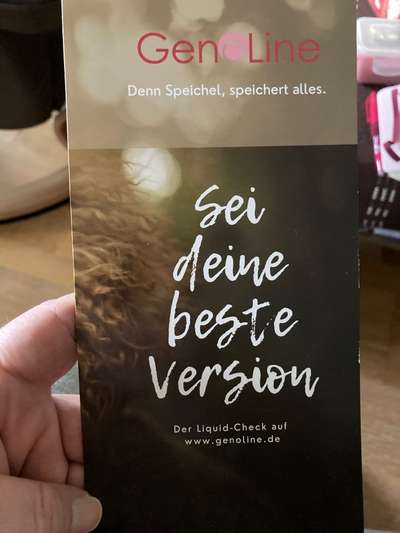 GenoLine
Denn Speichel, speichert alles.
Sei
deine
beste
Version
Der Liquid-Check auf
www.genoline.de